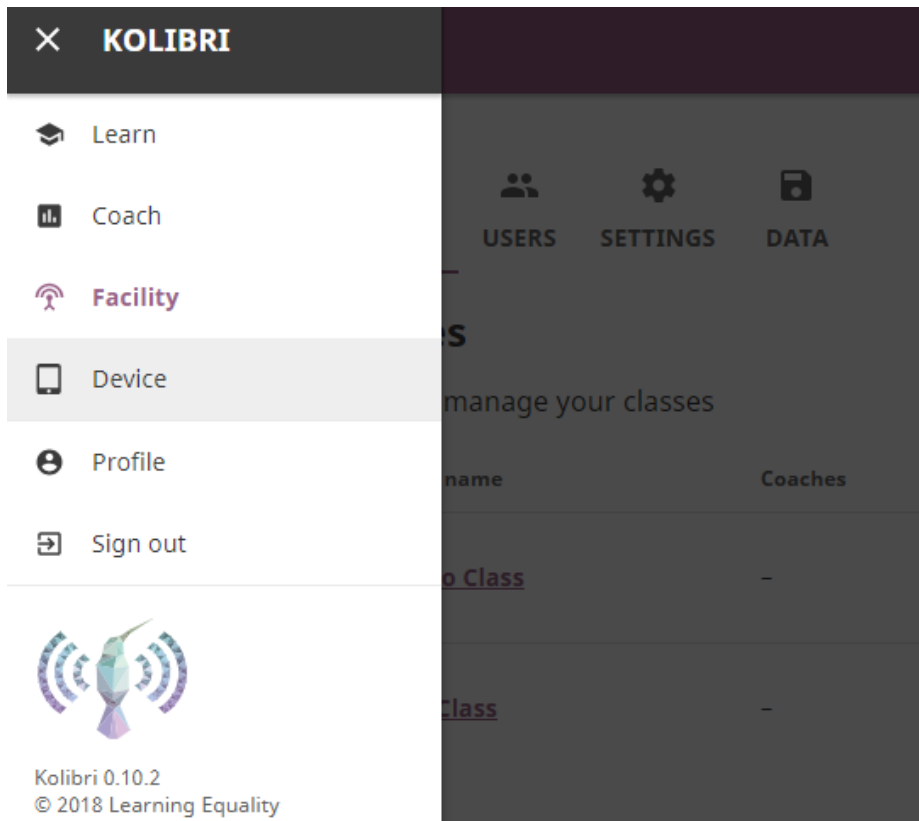 KOLIBRI
Learn
Coach
Facility
Device
Profile
Sign out
Kolibri 0.10.2
© 2018 Learning Equality
USERS SETTINGS DATA
es
manage your classes
name Coaches
o Class –
Class –